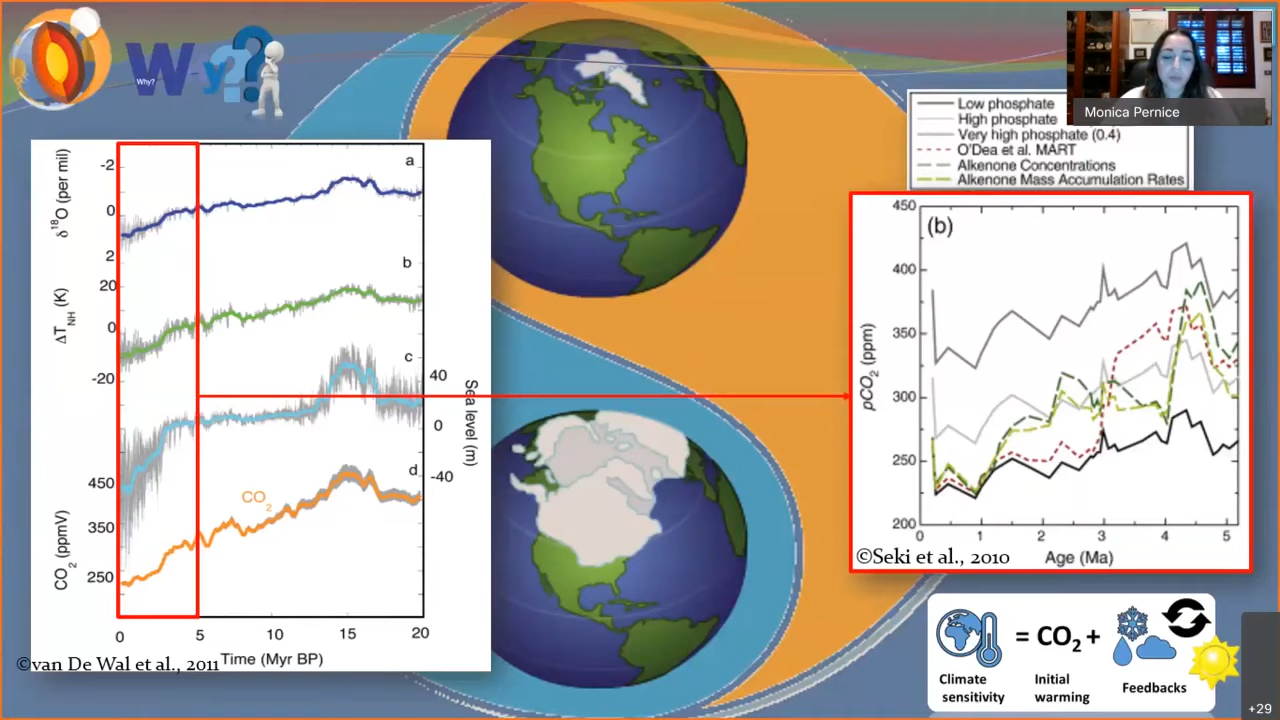 Why?
W
y
Monica Pernice
Low phosphate
High phosphate
Very high phosphate (0.4)
O'Dea et al. MART
Alkenone Concentrations
Alkenone Mass Accumulation Rates
δ18O (per mil)
-2
0
2
a
ΔTNH (K)
20
0
-20
b
c
40
0
-40
Sea level (m)
d
CO2
CO2 (ppmV)
450
350
250
0 5 10 15 20
Time (Myr BP)
©van De Wal et al., 2011
(b)
pCO2 (ppm)
450
400
350
300
250
200
0 1 2 3 4 5
Age (Ma)
©Seki et al., 2010
= CO2 +
Climate sensitivity
Initial warming
Feedbacks
+29